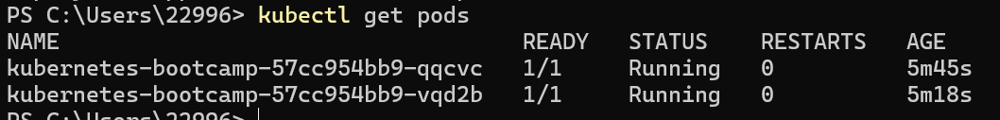 PS C:\Users\22996> kubectl get pods
NAME                                   READY   STATUS    RESTARTS   AGE
kubernetes-bootcamp-57cc954bb9-qqcvc   1/1     Running   0          5m45s
kubernetes-bootcamp-57cc954bb9-vqd2b   1/1     Running   0          5m18s
PS C:\Users\22996>